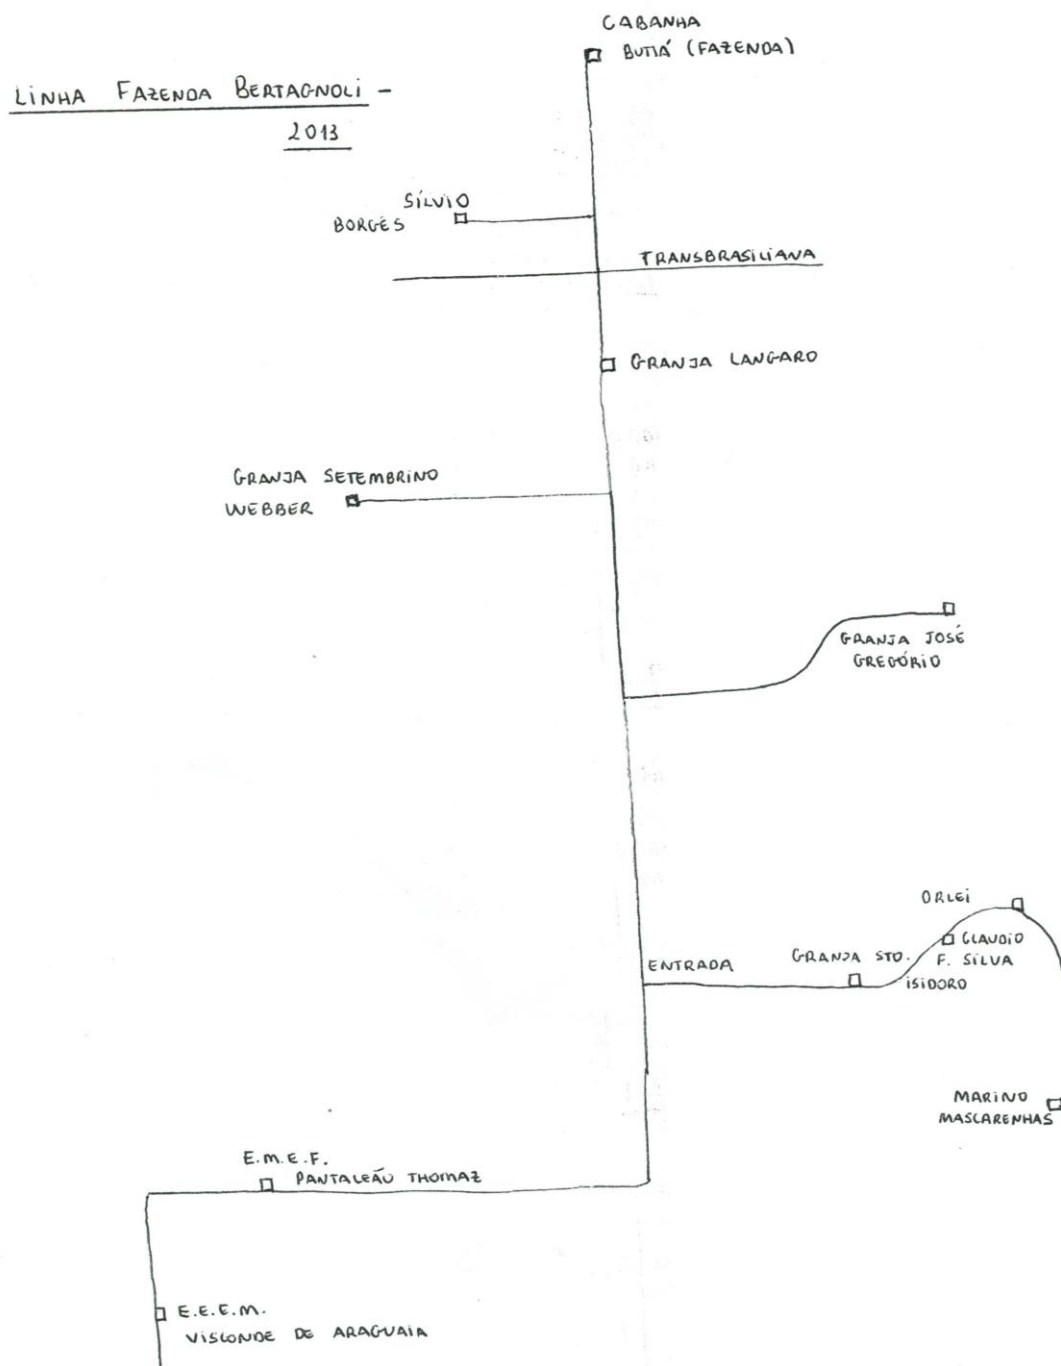 CABANHA
BUTIÁ (FAZENDA)
LINHA FAZENDA BERTAGNOLI -
2013
SÍLVIO
BORGES
TRANSBRASILIANA
GRANJA LANGARO
GRANJA SETEMBRINO
WEBBER
GRANJA JOSÉ
GREGÓRIO
ORLEI
CLAUDIO
F. SILVA
ENTRADA
GRANJA STO.
ISIDORO
MARINO
MASCARENHAS
E.M.E.F.
PANTALEÃO THOMAZ
E.E.E.M.
VISCONDE DE ARAGUAIA